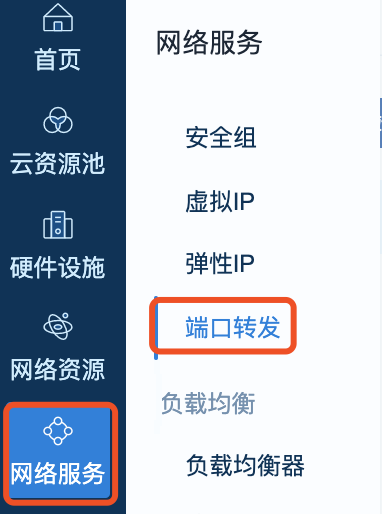 首页
云资源池
硬件设施
网络资源
网络服务
网络服务
安全组
虚拟IP
弹性IP
端口转发
负载均衡
负载均衡器